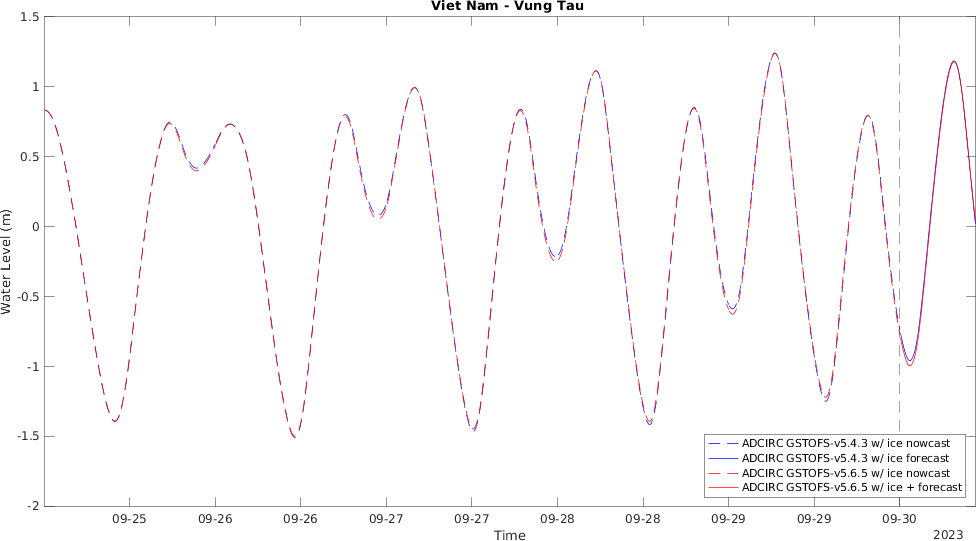 Viet Nam - Vung Tau
1.5
1
0.5
0
-0.5
-1
-1.5
-2
Water Level (m)
09-25
09-26
09-26
09-27
09-27
09-28
09-28
09-29
09-29
09-30
Time
2023
ADCIRC GSTOFS-v5.4.3 w/ ice nowcast
ADCIRC GSTOFS-v5.4.3 w/ ice forecast
ADCIRC GSTOFS-v5.6.5 w/ ice nowcast
ADCIRC GSTOFS-v5.6.5 w/ ice + forecast